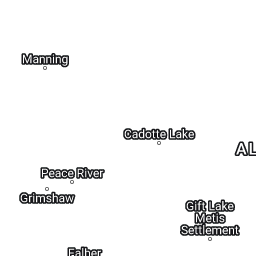 Manning
Cadotte Lake
AL
Peace River
Grimshaw
Gift Lake
Metis
Settlement
Falher